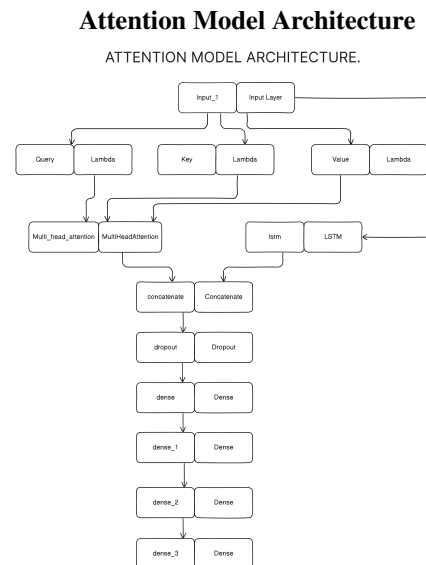 Attention Model Architecture
ATTENTION MODEL ARCHITECTURE.
Input_1 Input Layer
Query Lambda Key Lambda Value Lambda
Multi_head_attention MultiHeadAttention lstm LSTM
concatenate Concatenate
dropout Dropout
dense Dense
dense_1 Dense
dense_2 Dense
dense_3 Dense